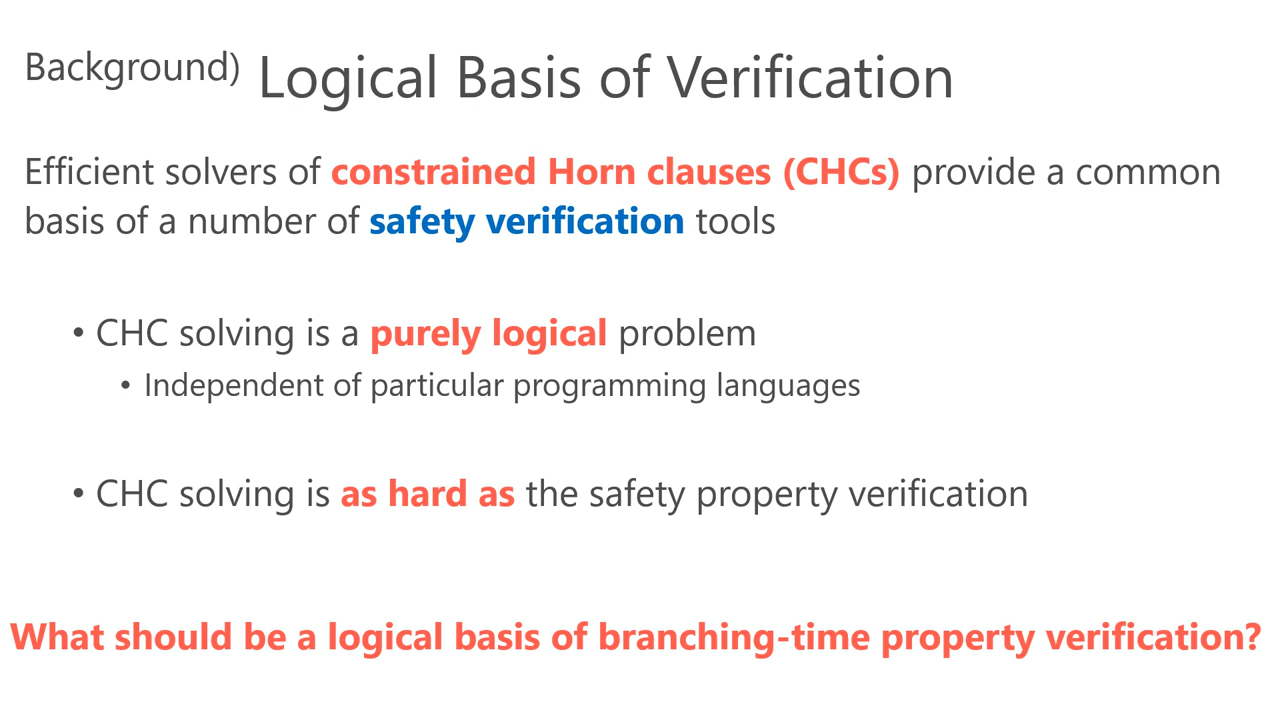 Background) Logical Basis of Verification
Efficient solvers of constrained Horn clauses (CHCs) provide a common
basis of a number of safety verification tools
• CHC solving is a purely logical problem
• Independent of particular programming languages
• CHC solving is as hard as the safety property verification
What should be a logical basis of branching-time property verification?